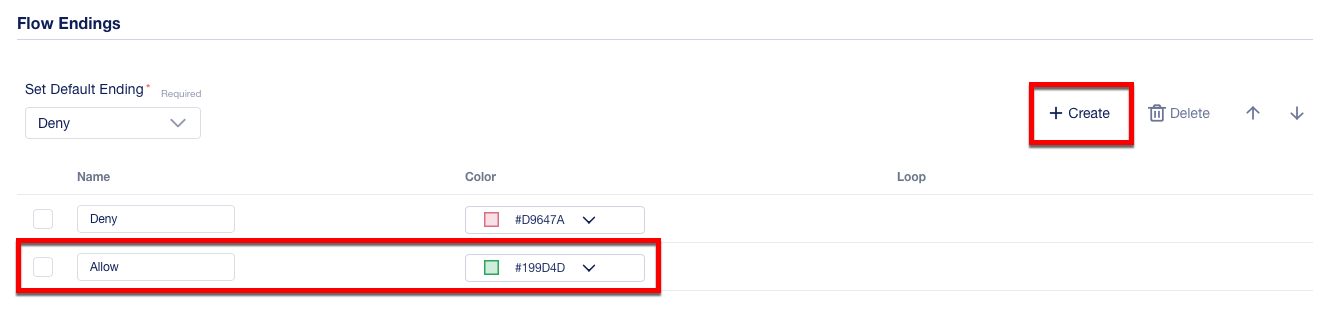 Flow Endings
Set Default Ending* Required
Deny
+ Create Delete
Name Color Loop
Deny #D9647A
Allow #199D4D